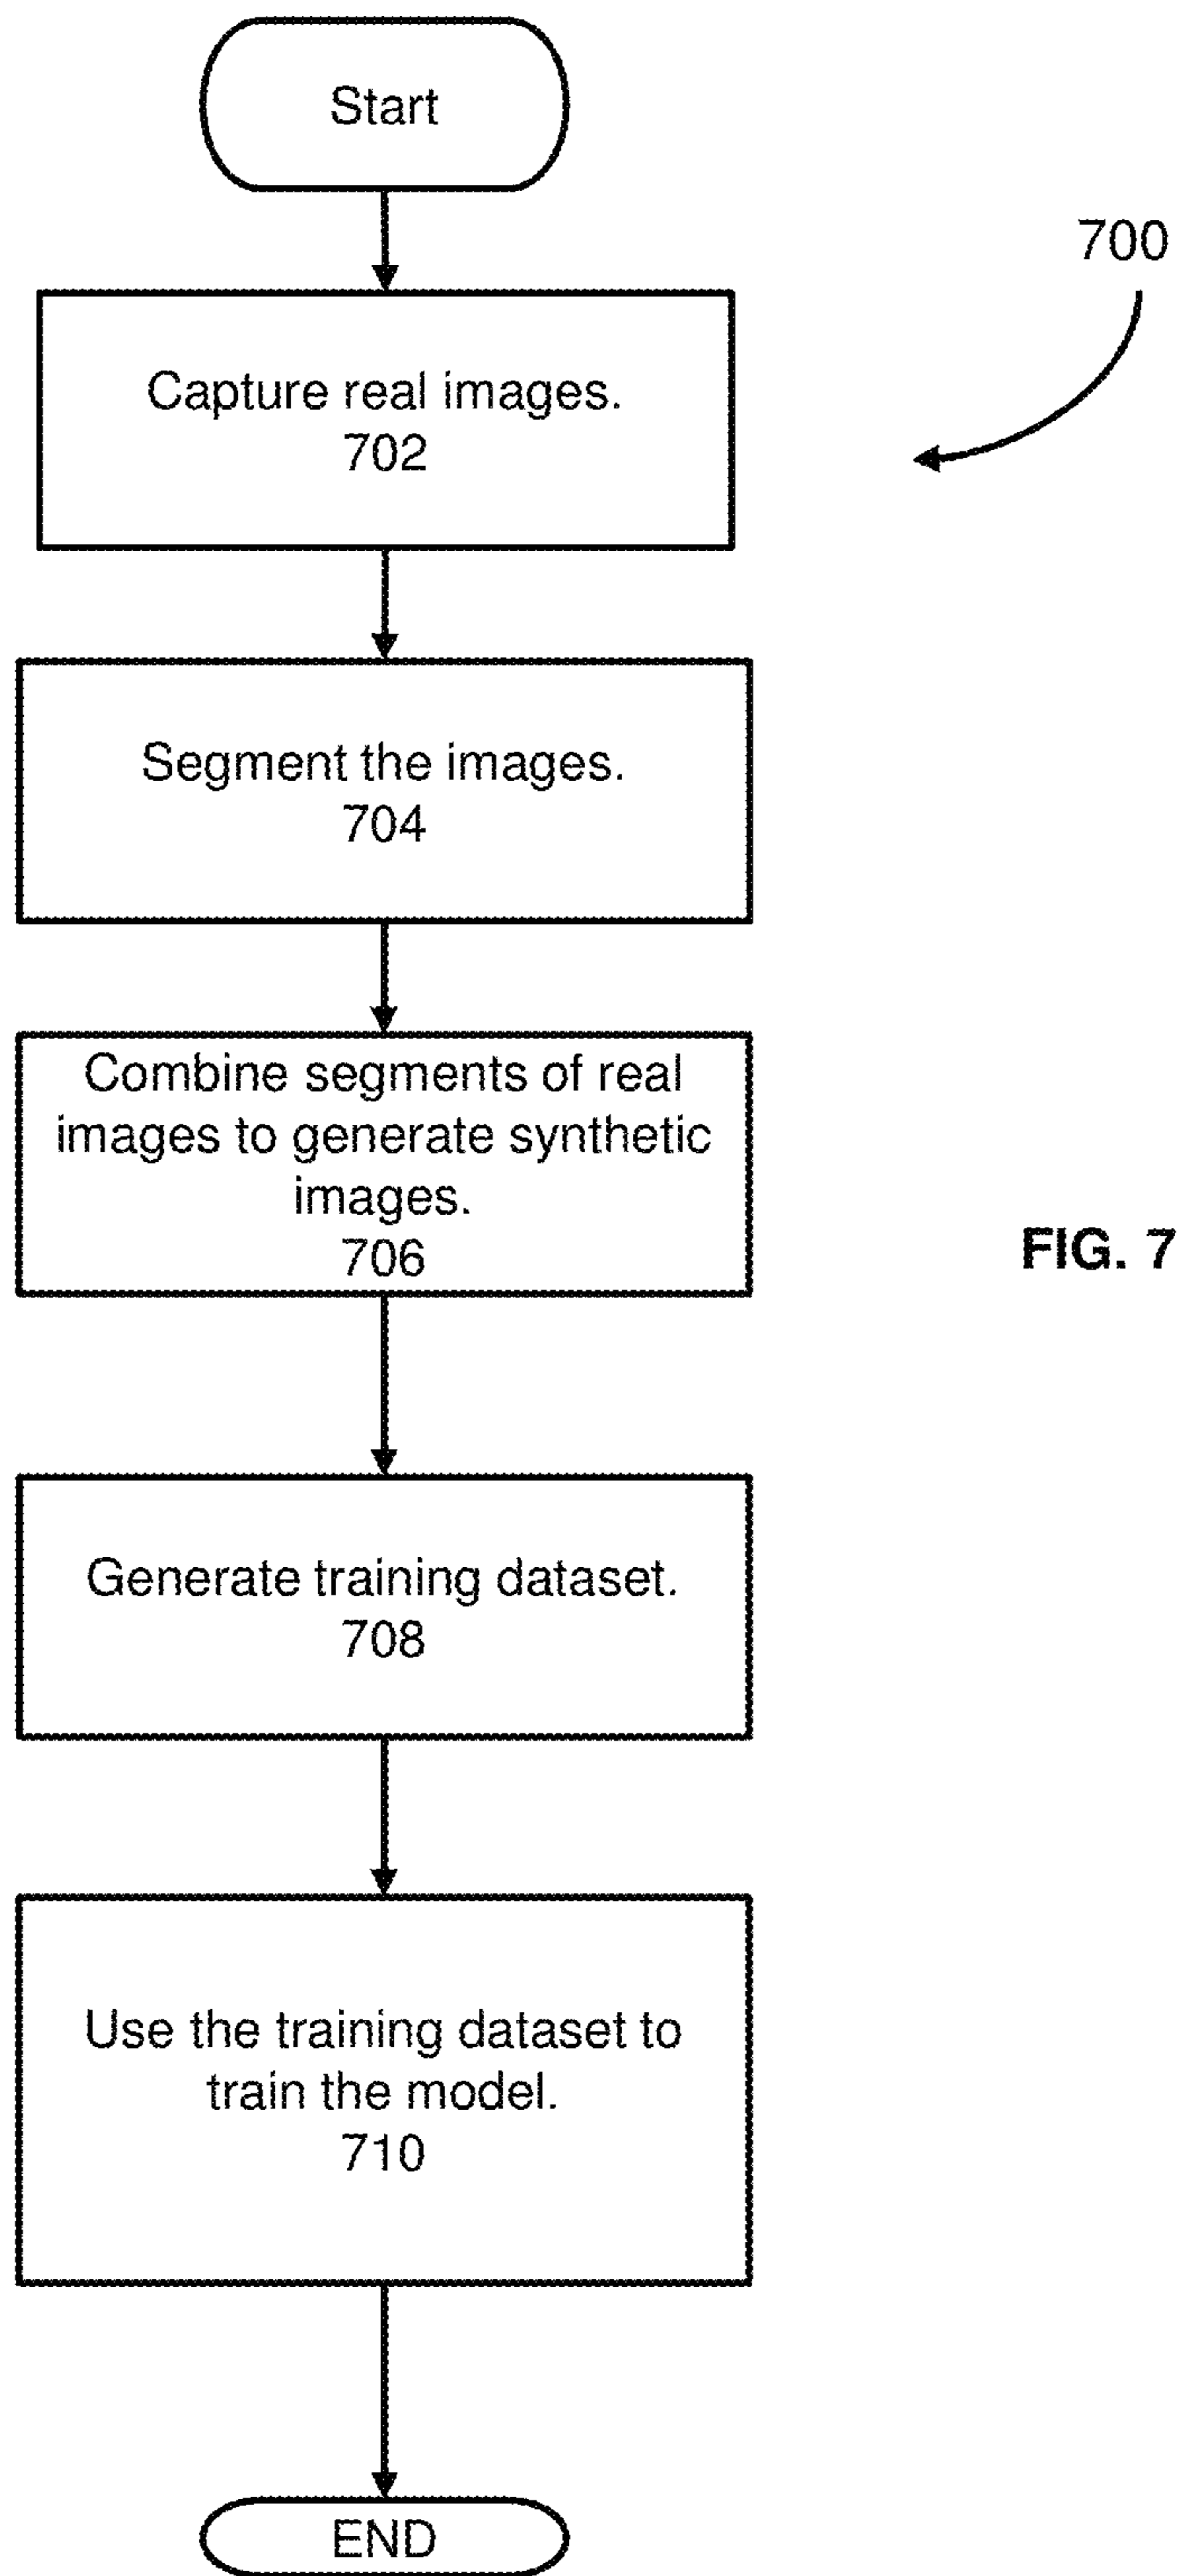 Start
700
Capture real images.
702
Segment the images.
704
Combine segments of real
images to generate synthetic
images.
706
FIG. 7
Generate training dataset.
708
Use the training dataset to
train the model.
710
END